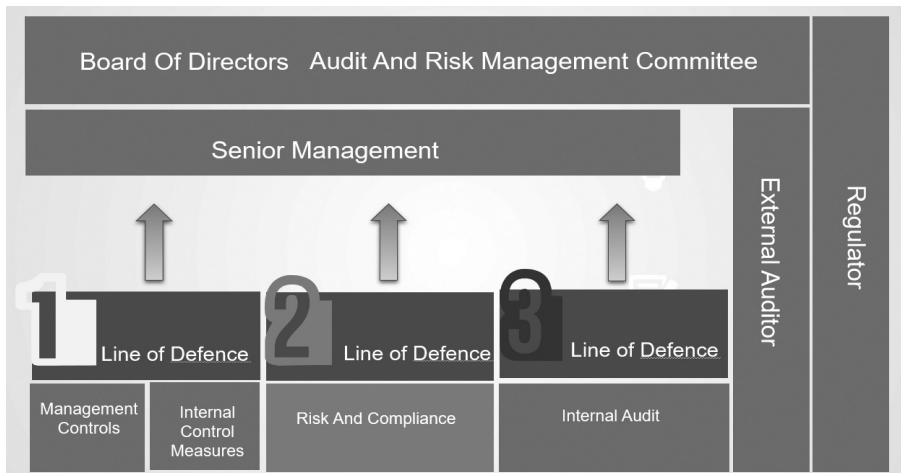 Board Of Directors Audit And Risk Management Committee
Senior Management
1 Line of Defence
2 Line of Defence
3 Line of Defence
Management
Controls
Internal
Control
Measures
Risk And Compliance
Internal Audit
External Auditor
Regulator